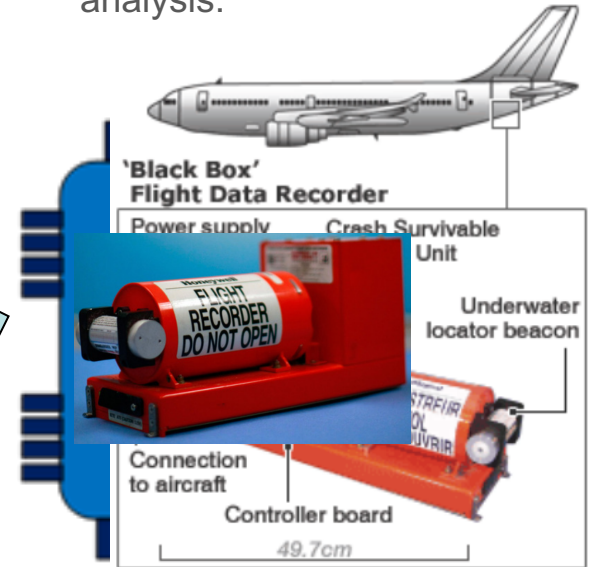 analysis.
'Black Box'
Flight Data Recorder
Power supply
Crash Survivable
Unit
Honeywell
FLIGHT
RECORDER
DO NOT OPEN
Underwater
locator beacon
Connection
to aircraft
Controller board
49.7cm